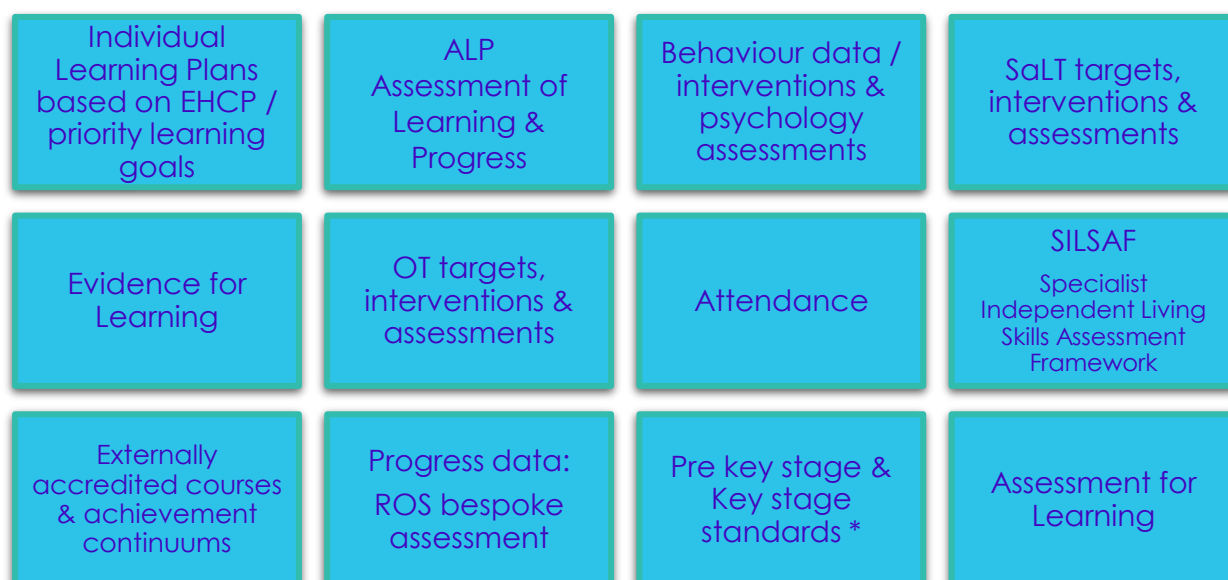 Individual
Learning Plans
based on EHCP /
priority learning
goals
ALP
Assessment of
Learning &
Progress
Behaviour data /
interventions &
psychology
assessments
SaLT targets,
interventions &
assessments
Evidence for
Learning
OT targets,
interventions &
assessments
Attendance
SILSAF
Specialist
Independent Living
Skills Assessment
Framework
Externally
accredited courses
& achievement
continuums
Progress data:
ROS bespoke
assessment
Pre key stage &
Key stage
standards *
Assessment for
Learning